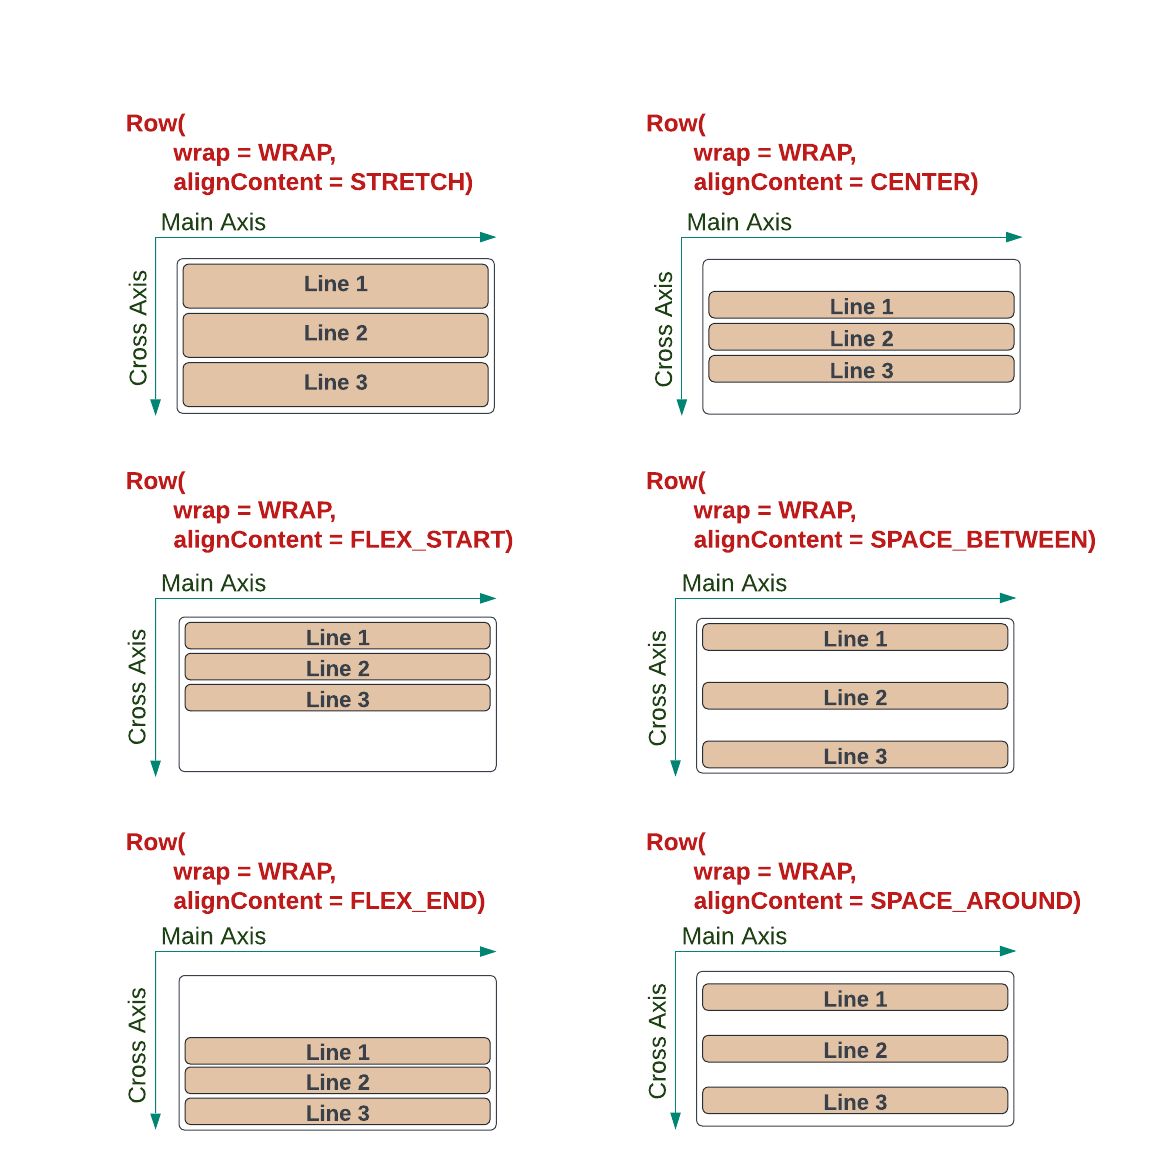 Row(
wrap = WRAP,
alignContent = STRETCH)
Main Axis
Cross Axis
Line 1
Line 2
Line 3
Row(
wrap = WRAP,
alignContent = CENTER)
Main Axis
Cross Axis
Line 1
Line 2
Line 3
Row(
wrap = WRAP,
alignContent = FLEX_START)
Main Axis
Cross Axis
Line 1
Line 2
Line 3
Row(
wrap = WRAP,
alignContent = SPACE_BETWEEN)
Main Axis
Cross Axis
Line 1
Line 2
Line 3
Row(
wrap = WRAP,
alignContent = FLEX_END)
Main Axis
Cross Axis
Line 1
Line 2
Line 3
Row(
wrap = WRAP,
alignContent = SPACE_AROUND)
Main Axis
Cross Axis
Line 1
Line 2
Line 3